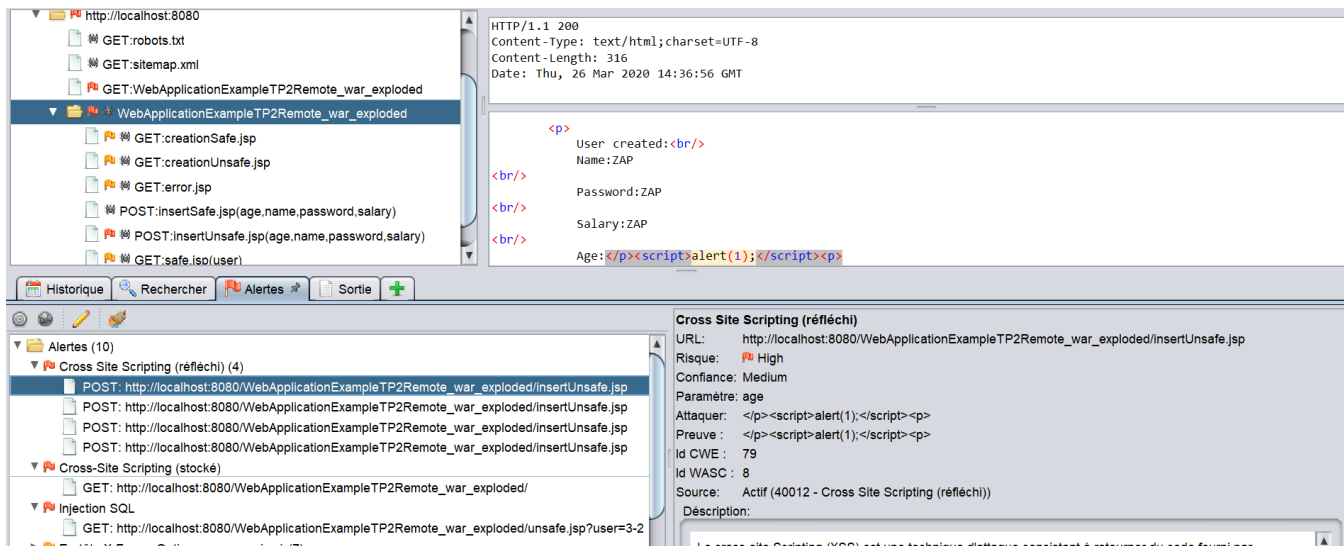 http://localhost:8080
GET:robots.txt
GET:sitemap.xml
GET:WebApplicationExampleTP2Remote_war_exploded
WebApplicationExampleTP2Remote_war_exploded
GET:creationSafe.jsp
GET:creationUnsafe.jsp
GET:error.jsp
POST:insertSafe.jsp(age,name,password,salary)
POST:insertUnsafe.jsp(age,name,password,salary)
GET:safe.jsp(user)
HTTP/1.1 200
Content-Type: text/html;charset=UTF-8
Content-Length: 316
Date: Thu, 26 Mar 2020 14:36:56 GMT
<p>
User created:<br/>
Name:ZAP
<br/>
Password:ZAP
<br/>
Salary:ZAP
<br/>
Age:</p><script>alert(1);</script><p>
Historique Rechercher Alertes Sortie
Alertes (10)
Cross Site Scripting (réfléchi) (4)
POST: http://localhost:8080/WebApplicationExampleTP2Remote_war_exploded/insertUnsafe.jsp
POST: http://localhost:8080/WebApplicationExampleTP2Remote_war_exploded/insertUnsafe.jsp
POST: http://localhost:8080/WebApplicationExampleTP2Remote_war_exploded/insertUnsafe.jsp
POST: http://localhost:8080/WebApplicationExampleTP2Remote_war_exploded/insertUnsafe.jsp
Cross-Site Scripting (stocké)
GET: http://localhost:8080/WebApplicationExampleTP2Remote_war_exploded/
Injection SQL
GET: http://localhost:8080/WebApplicationExampleTP2Remote_war_exploded/unsafe.jsp?user=3-2
Cross Site Scripting (réfléchi)
URL: http://localhost:8080/WebApplicationExampleTP2Remote_war_exploded/insertUnsafe.jsp
Risque: High
Confiance: Medium
Paramètre: age
Attaquer: </p><script>alert(1);</script><p>
Preuve : </p><script>alert(1);</script><p>
Id CWE : 79
Id WASC : 8
Source: Actif (40012 - Cross Site Scripting (réfléchi))
Déscription: